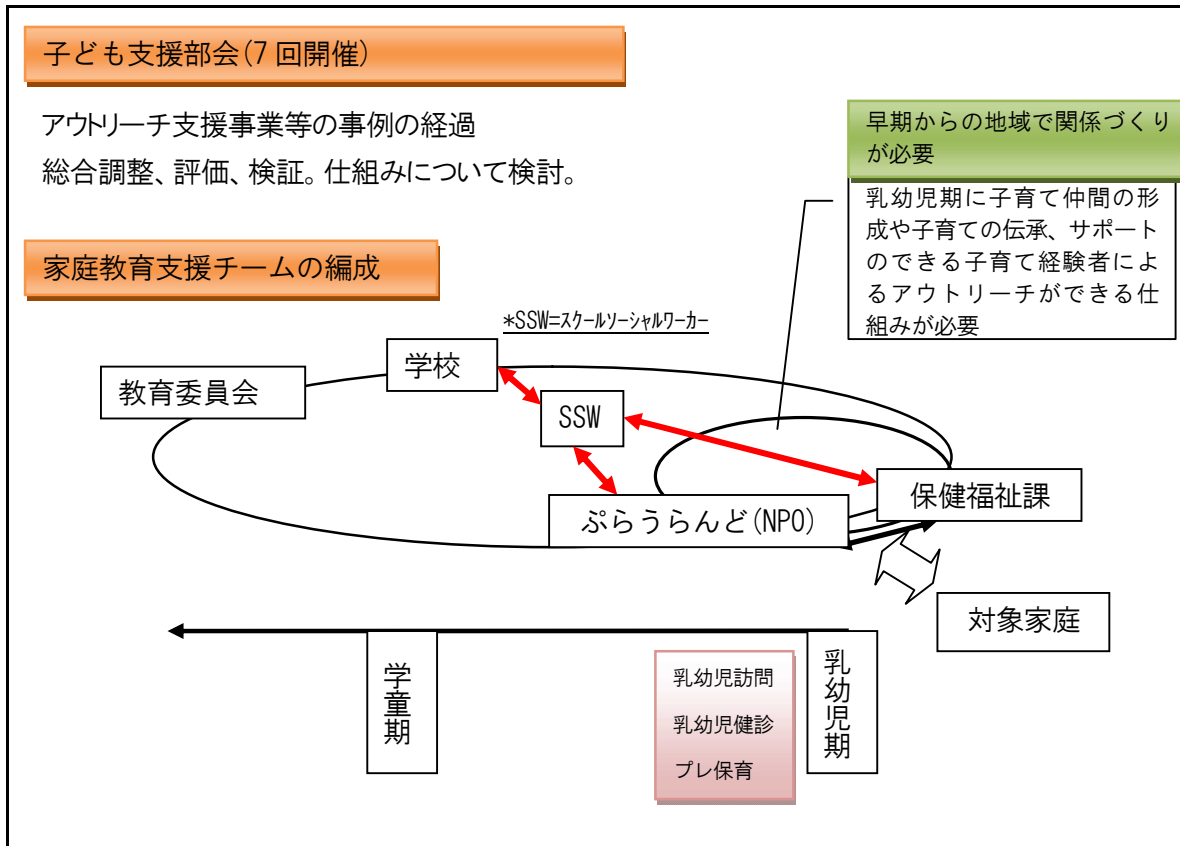 子ども支援部会(7回開催)
アウトリーチ支援事業等の事例の経過
総合調整、評価、検証。仕組みについて検討。
早期からの地域で関係づくり
が必要
乳幼児期に子育て仲間の形
成や子育ての伝承、サポート
のできる子育て経験者によ
るアウトリーチができる仕
組みが必要
家庭教育支援チームの編成
*SSW=スクールソーシャルワーカー
学校
教育委員会
SSW
保健福祉課
ぷらうらんど(NPO)
対象家庭
学童期
乳幼児訪問
乳幼児健診
プレ保育
乳幼児期